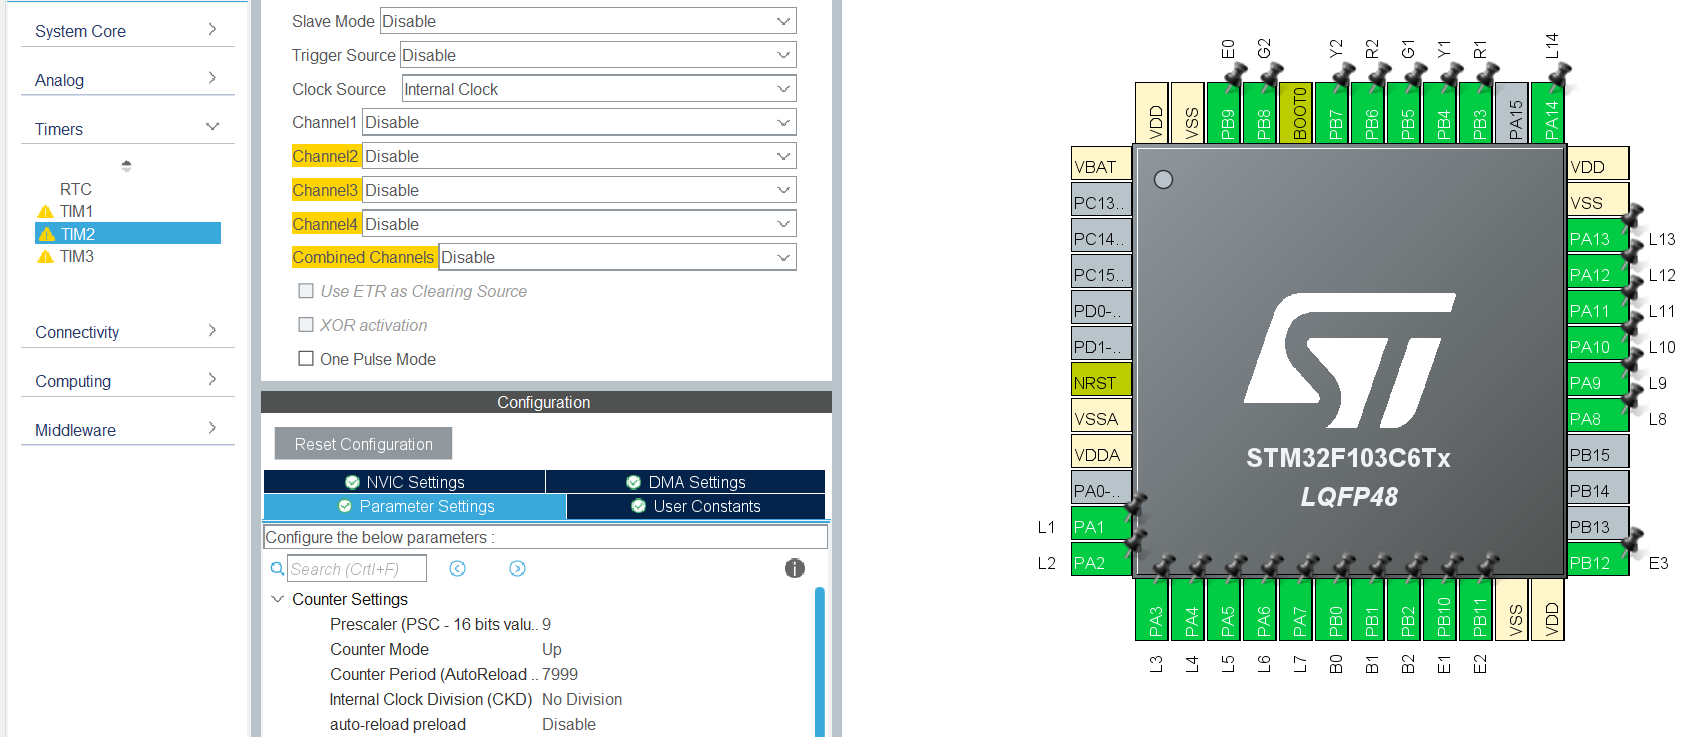 System Core
Analog
Timers
RTC
TIM1
TIM2
TIM3
Connectivity
Computing
Middleware
Slave Mode Disable
Trigger Source Disable
Clock Source Internal Clock
Channel1 Disable
Channel2 Disable
Channel3 Disable
Channel4 Disable
Combined Channels Disable
Use ETR as Clearing Source
XOR activation
One Pulse Mode
Configuration
Reset Configuration
NVIC Settings
DMA Settings
Parameter Settings
User Constants
Configure the below parameters :
Search (Crtl+F)
Counter Settings
Prescaler (PSC - 16 bits valu.. 9
Counter Mode Up
Counter Period (AutoReload .. 7999
Internal Clock Division (CKD) No Division
auto-reload preload Disable
E0 G2 Y2 R2 G1 Y1 R1 L14
VDD VSS PB9 PB8 BOOT0 PB7 PB6 PB5 PB4 PB3 PA15 PA14
VBAT
PC13..
PC14..
PC15..
PD0-..
PD1-..
NRST
VSSA
VDDA
PA0-..
L1 PA1
L2 PA2
STM32F103C6Tx
LQFP48
VDD
VSS
PA13 L13
PA12 L12
PA11 L11
PA10 L10
PA9 L9
PA8 L8
PB15
PB14
PB13
PB12 E3
PA3 PA4 PA5 PA6 PA7 PB0 PB1 PB2 PB10 PB11 VSS VDD
L3 L4 L5 L6 L7 B0 B1 B2 E1 E2